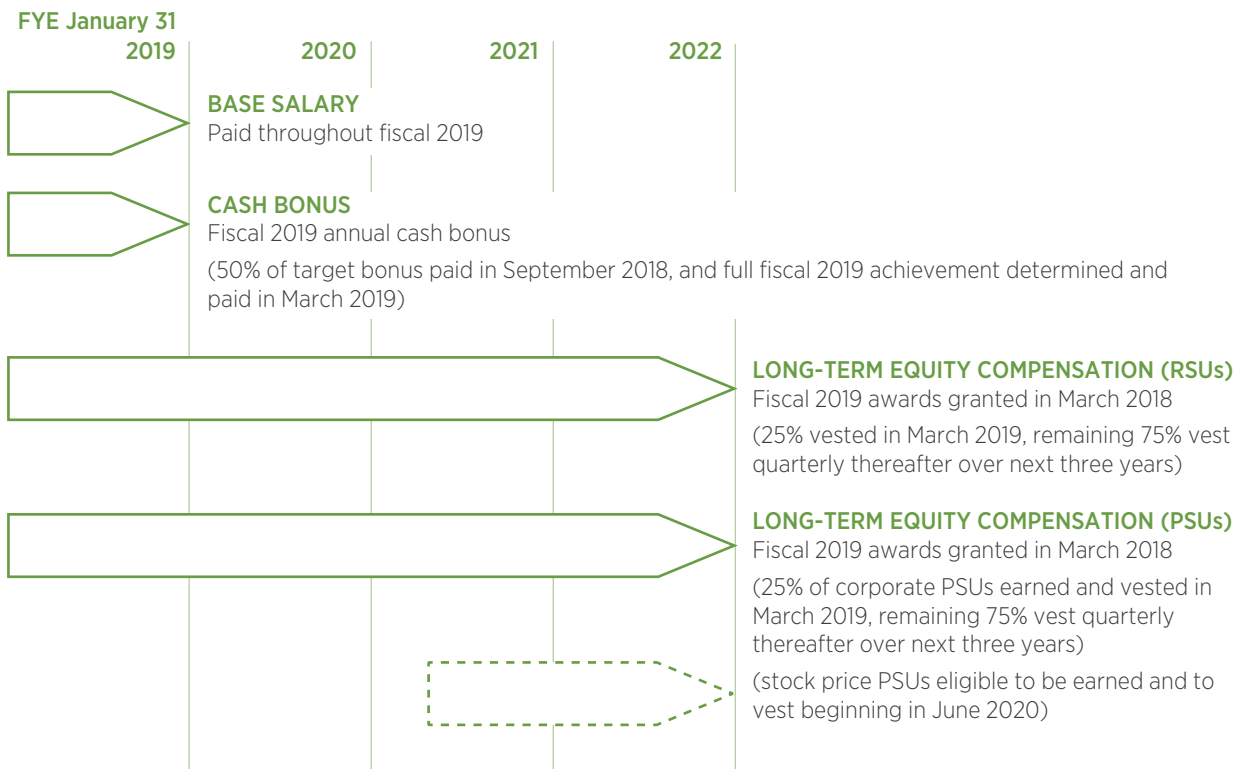 FYE January 31
2019 2020 2021 2022
BASE SALARY
Paid throughout fiscal 2019
CASH BONUS
Fiscal 2019 annual cash bonus
(50% of target bonus paid in September 2018, and full fiscal 2019 achievement determined and
paid in March 2019)
LONG-TERM EQUITY COMPENSATION (RSUs)
Fiscal 2019 awards granted in March 2018
(25% vested in March 2019, remaining 75% vest
quarterly thereafter over next three years)
LONG-TERM EQUITY COMPENSATION (PSUs)
Fiscal 2019 awards granted in March 2018
(25% of corporate PSUs earned and vested in
March 2019, remaining 75% vest quarterly
thereafter over next three years)
(stock price PSUs eligible to be earned and to
vest beginning in June 2020)